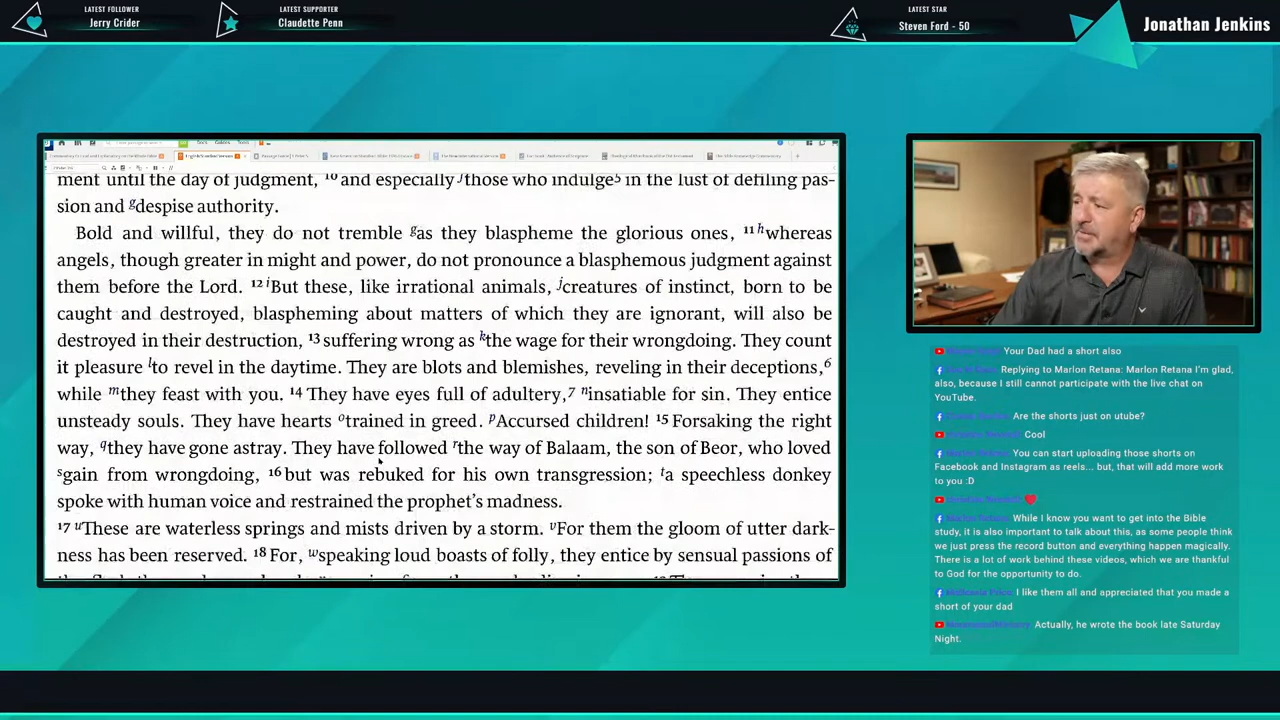 LATEST FOLLOWER
Jerry Crider
LATEST SUPPORTER
Claudette Penn
LATEST STAR
Steven Ford - 50
Jonathan Jenkins
ment until the day of judgment, 10 and especially j those who indulge 5 in the lust of defiling pas-
sion and g despise authority.
Bold and willful, they do not tremble g as they blaspheme the glorious ones, 11 h whereas
angels, though greater in might and power, do not pronounce a blasphemous judgment against
them before the Lord. 12 i But these, like irrational animals, j creatures of instinct, born to be
caught and destroyed, blaspheming about matters of which they are ignorant, will also be
destroyed in their destruction, 13 suffering wrong as k the wage for their wrongdoing. They count
it pleasure l to revel in the daytime. They are blots and blemishes, reveling in their deceptions, 6
while m they feast with you. 14 They have eyes full of adultery, 7 n insatiable for sin. They entice
unsteady souls. They have hearts o trained in greed. p Accursed children! 15 Forsaking the right
way, q they have gone astray. They have followed r the way of Balaam, the son of Beor, who loved
s gain from wrongdoing, 16 but was rebuked for his own transgression; t a speechless donkey
spoke with human voice and restrained the prophet's madness.
17 u These are waterless springs and mists driven by a storm. v For them the gloom of utter dark-
ness has been reserved. 18 For, w speaking loud boasts of folly, they entice by sensual passions of
Your Dad had a short also
Replying to Marlon Retana: Marlon Retana I'm glad,
also, because I still cannot participate with the live chat on
YouTube.
Are the shorts just on utube?
Cool
You can start uploading those shorts on
Facebook and Instagram as reels... but, that will add more work
to you :D
While I know you want to get into the Bible
study, it is also important to talk about this, as some people think
we just press the record button and everything happen magically.
There is a lot of work behind these videos, which we are thankful
to God for the opportunity to do.
I like them all and appreciated that you made a
short of your dad
Actually, he wrote the book late Saturday
Night.